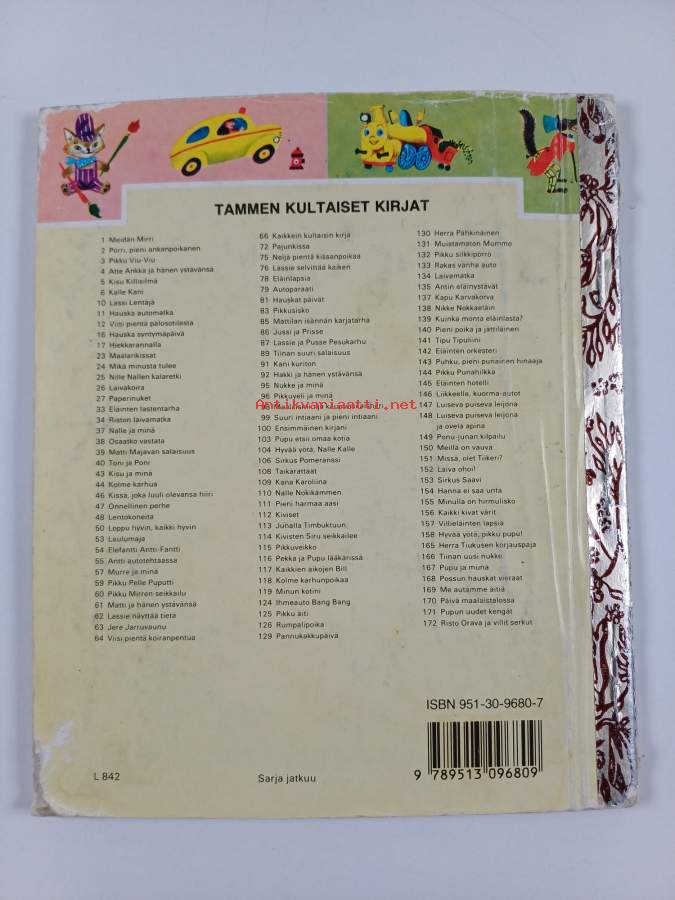 TAMMEN KULTAISET KIRJAT
1 Meidän Mirri
2 Porri, pieni ankanpoikanen
3 Pikku Viu-Viu
4 Atte Ankka ja hänen ystävänsä
5 Kisu Kilisilmä
6 Kalle Kani
10 Lassi Lentäjä
11 Hauska automatka
12 Viisi pientä palosotilasta
16 Hauska syntymäpäivä
17 Hiekkarannalla
23 Maalarikissat
24 Mikä minusta tulee
25 Nille Nallen kalaretki
26 Laivakoira
27 Paperinuket
33 Eläinten lastentarha
34 Riston laivamatka
37 Nalle ja minä
38 Osaatko vastata
39 Matti Majavan salaisuus
40 Toni ja Poni
43 Kisu ja minä
44 Kolme karhua
46 Kissa, joka luuli olevansa hiiri
47 Onnellinen perhe
48 Lentokoneita
50 Loppu hyvin, kaikki hyvin
53 Laulumaja
54 Elefantti Antti-Fantti
55 Antti autotehtaassa
57 Murre ja minä
59 Pikku Pelle Puputti
60 Pikku Mirren seikkailu
61 Matti ja hänen ystävänsä
62 Lassie näyttää tietä
63 Jere Jarruvaunu
64 Viisi pientä koiranpentua
66 Kaikkein kultaisin kirja
72 Pajunkissa
75 Neljä pientä kissanpoikaa
76 Lassie selvittää kaiken
78 Eläinlapsia
79 Autoparaati
81 Hauskat päivät
83 Pikkusisko
85 Mattilan isännän karjatarha
86 Jussi ja Prisse
87 Lassie ja Pusse Pesukarhu
89 Tiinan suuri salaisuus
91 Kani kuriton
92 Hakki ja hänen ystävänsä
95 Nukke ja minä
96 Pikkuveli ja minä
99 Suuri intiaani ja pieni intiaani
100 Ensimmäinen kirjani
103 Pupu etsii omaa kotia
104 Hyvää yötä, Nalle Kalle
106 Sirkus Pomeranssi
108 Taikarattaat
109 Kana Karoliina
110 Nalle Nokikämmen
111 Pieni harmaa aasi
112 Kiviset
113 Junalla Timbuktuun
114 Kivisten Siru seikkailee
115 Pikkuveikko
116 Pekka ja Pupu lääkärissä
117 Kaikkien aikojen Bill
118 Kolme karhunpoikaa
119 Minun kotini
124 Ihmeauto Bang Bang
125 Pikku äiti
126 Rumpalipoika
129 Pannukakkupäivä
130 Herra Pähkinäinen
131 Muistamaton Mummo
132 Pikku silkkiporro
133 Rakas vanha auto
134 Laivamatka
135 Antin eläinystävät
137 Kapu Karvakorva
138 Nikke Nokkaeläin
139 Kuinka monta eläinlasta?
140 Pieni poika ja jättiläinen
141 Tipu Tipuliini
142 Eläinten orkesteri
143 Puhku, pieni punainen hinaaja
144 Pikku Punahilkka
145 Eläinten hotelli
146 Liikkeelle, kuorma-autot
147 Luiseva puiseva leijona
148 Luiseva puiseva leijona
ja ovela apina
149 Ponu-junan kilpailu
150 Meillä on vauva
151 Missä, olet Tiikeri?
152 Laiva ohoi!
153 Sirkus Saavi
154 Hanna ei saa unta
155 Minulla on hirmulisko
156 Kaikki kivat värit
157 Villieläinten lapsia
158 Hyvää yötä, pikku pupu!
165 Herra Tiukusen korjauspaja
166 Tiinan uusi nukke
167 Pupu ja muna
168 Possun hauskat vieraat
169 Me autamme äitiä
170 Päivä maalaistalossa
171 Pupun uudet kengät
172 Risto Orava ja villit serkut
Antikvariaatti.net
ISBN 951-30-9680-7
9 789513 096809
L 842
Sarja jatkuu